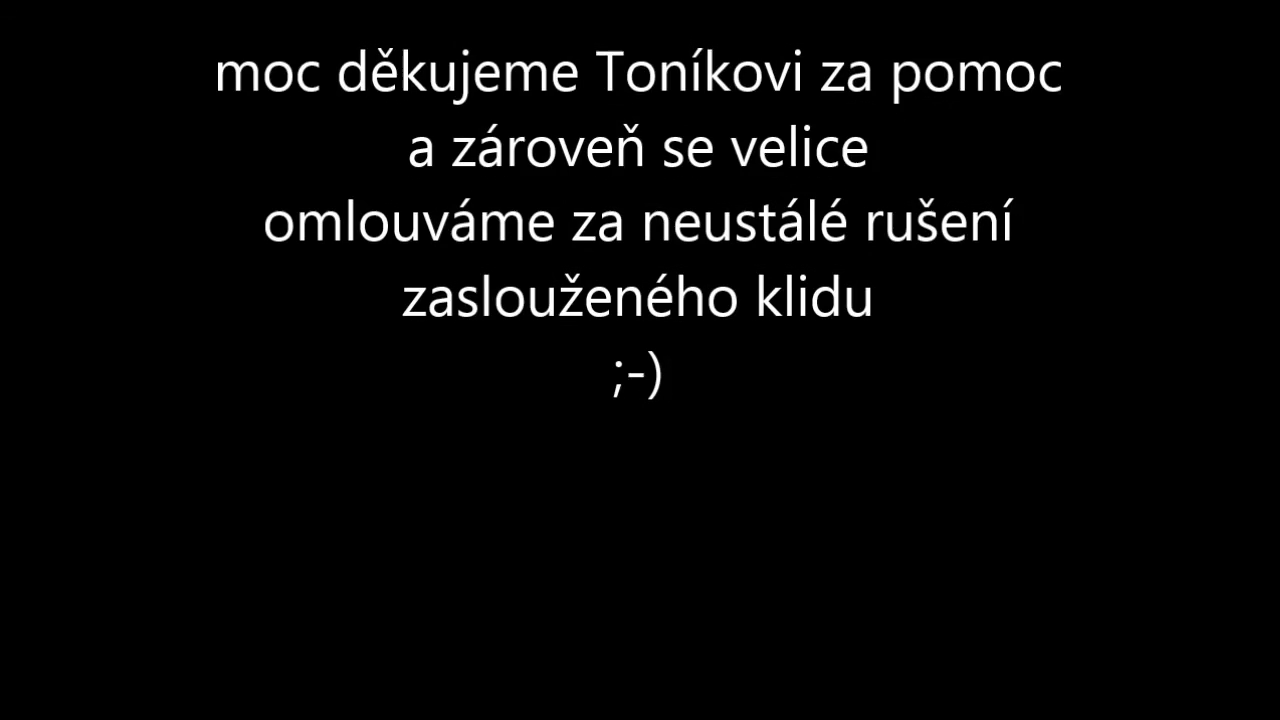 moc děkujeme Toníkovi za pomoc
a zároveň se velice
omlouváme za neustálé rušení
zaslouženého klidu
;-)